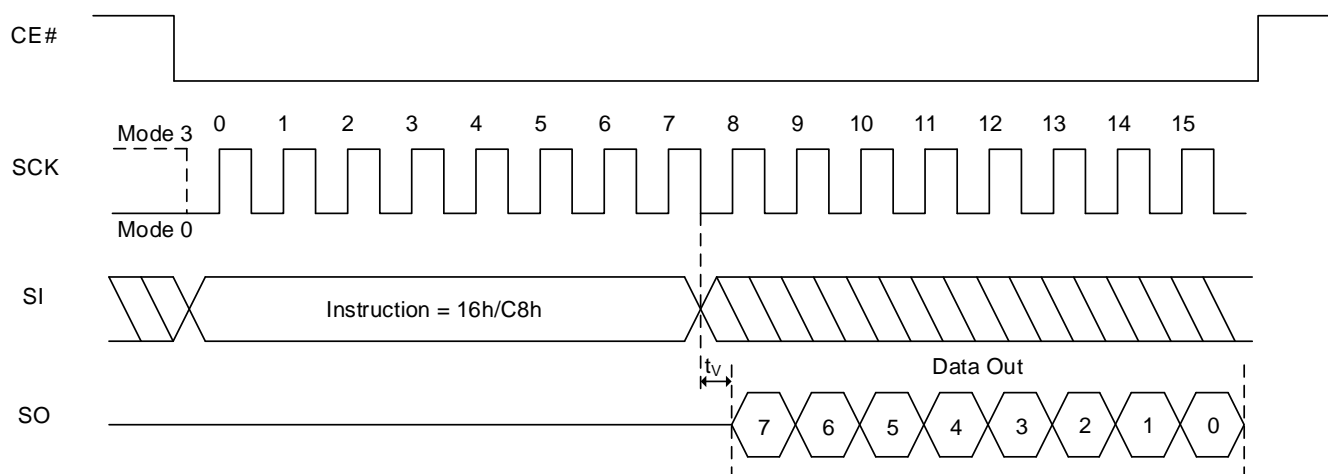 CE#
0 1 2 3 4 5 6 7 8 9 10 11 12 13 14 15
Mode 3
SCK
Mode 0
SI
Instruction = 16h/C8h
tV
Data Out
SO
7 6 5 4 3 2 1 0